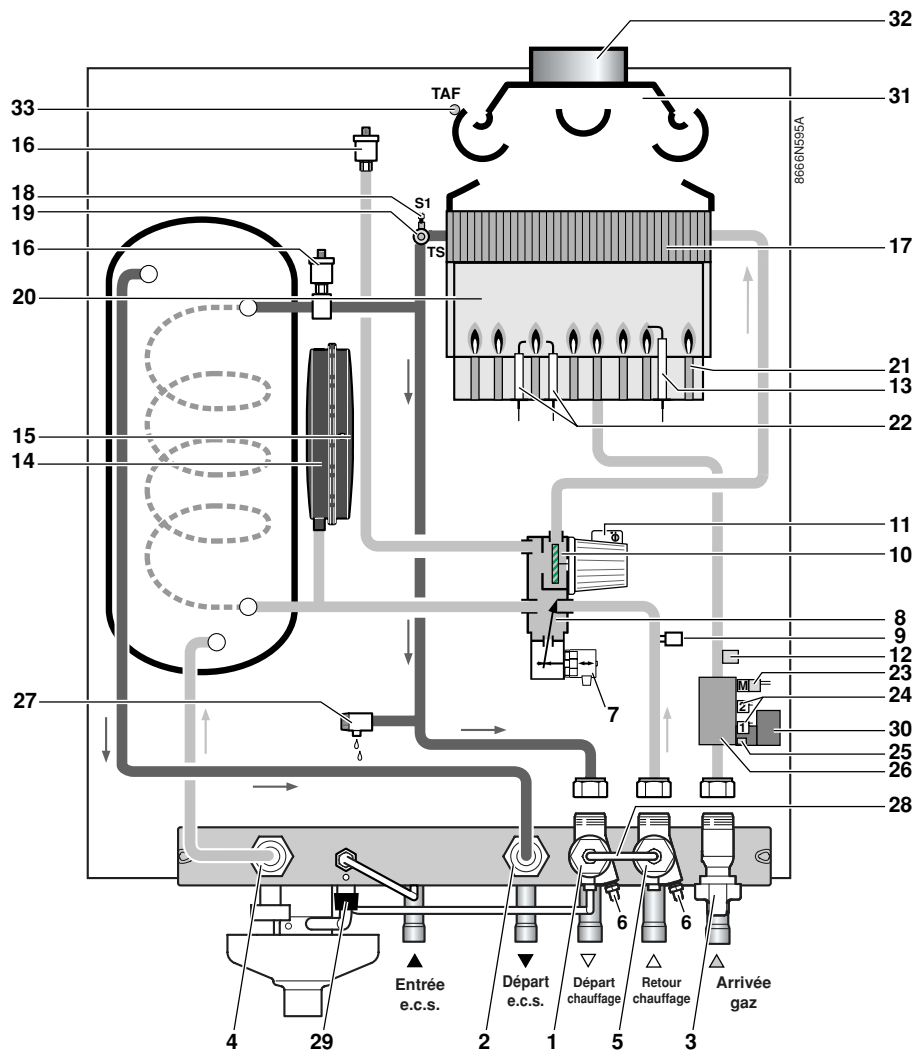 32
TAF
31
33
8666N595A
16
18
S1
19
TS
17
16
20
21
13
22
15
14
11
10
8
9
12
7
M
23
2
24
1
30
25
26
27
28
6
6
Entrée
e.c.s.
Départ
e.c.s.
Départ
chauffage
Retour
chauffage
Arrivée
gaz
4
29
2
1
5
3